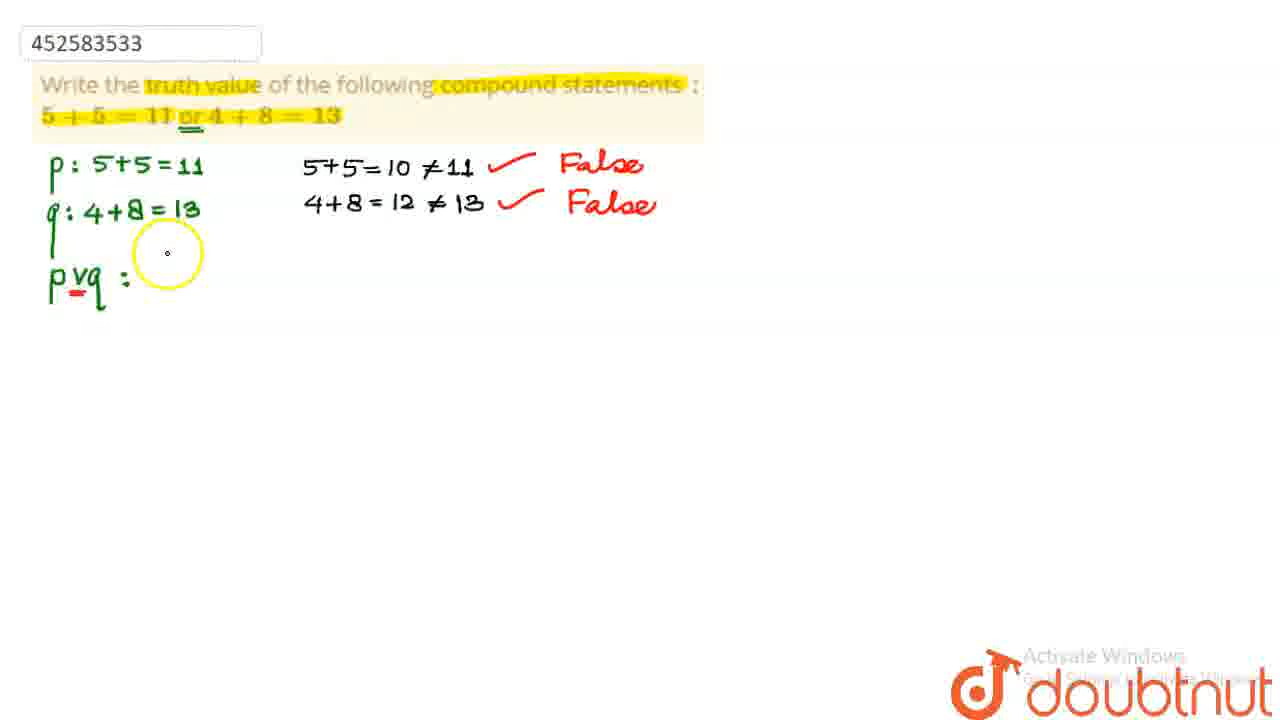 452583533
Write the truth value of the following compound statements :
5 + 5 = 11 or 4 + 8 = 13
p : 5+5 = 11 5+5 = 10 ≠ 11 ✓ False
q : 4+8 = 13 4+8 = 12 ≠ 13 ✓ False
p v q :
Activate Windows
doubtnut